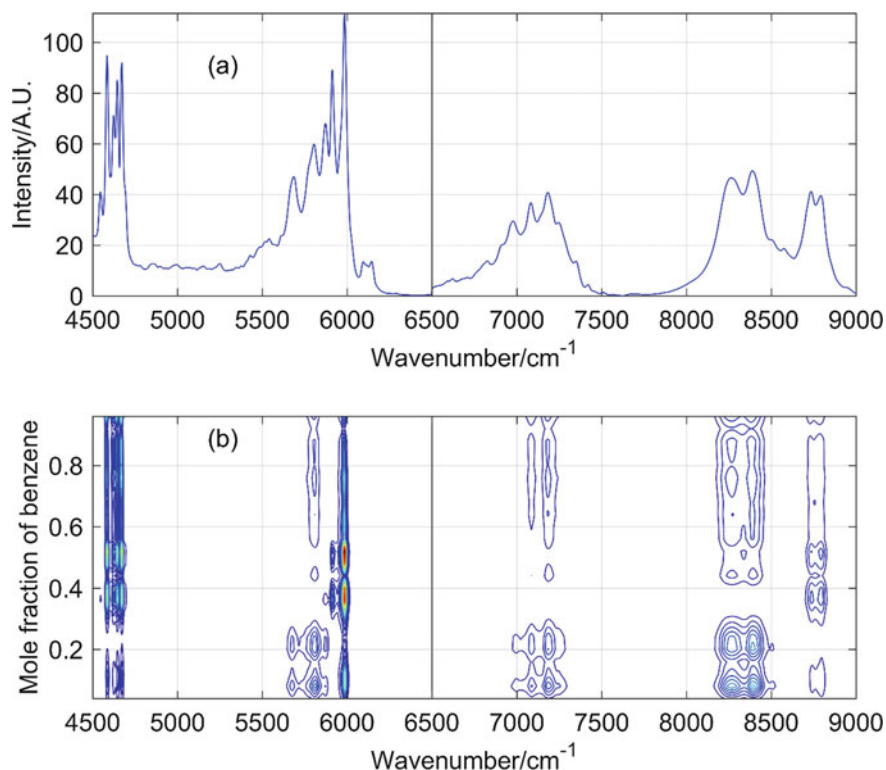 (a)
Intensity/A.U.
100
80
60
40
20
0
4500 5000 5500 6000 6500 7000 7500 8000 8500 9000
Wavenumber/cm⁻¹
(b)
Mole fraction of benzene
0.8
0.6
0.4
0.2
4500 5000 5500 6000 6500 7000 7500 8000 8500 9000
Wavenumber/cm⁻¹